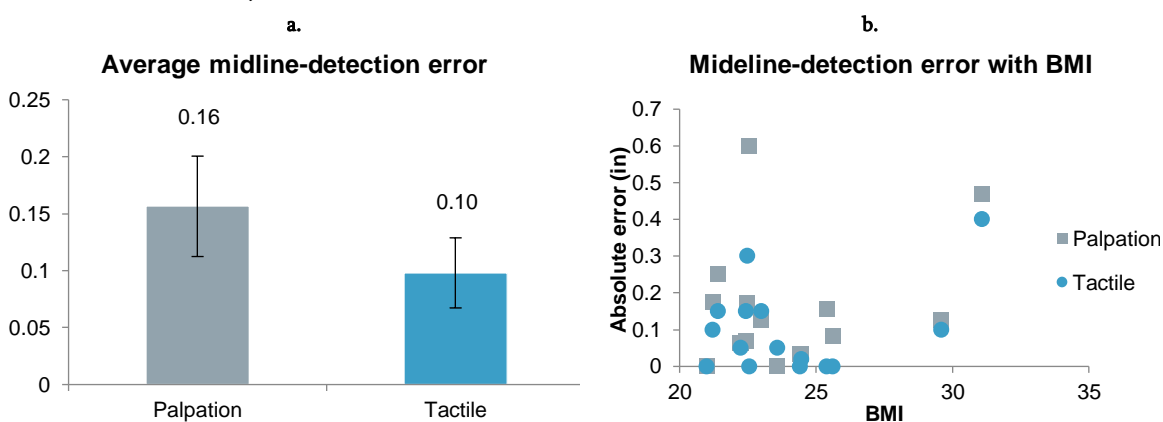 a.
Average midline-detection error
0.25
0.2
0.15
0.1
0.05
0
0.16
0.10
Palpation
Tactile
b.
Mideline-detection error with BMI
Absolute error (in)
0.7
0.6
0.5
0.4
0.3
0.2
0.1
0
20
25
30
35
BMI
Palpation
Tactile